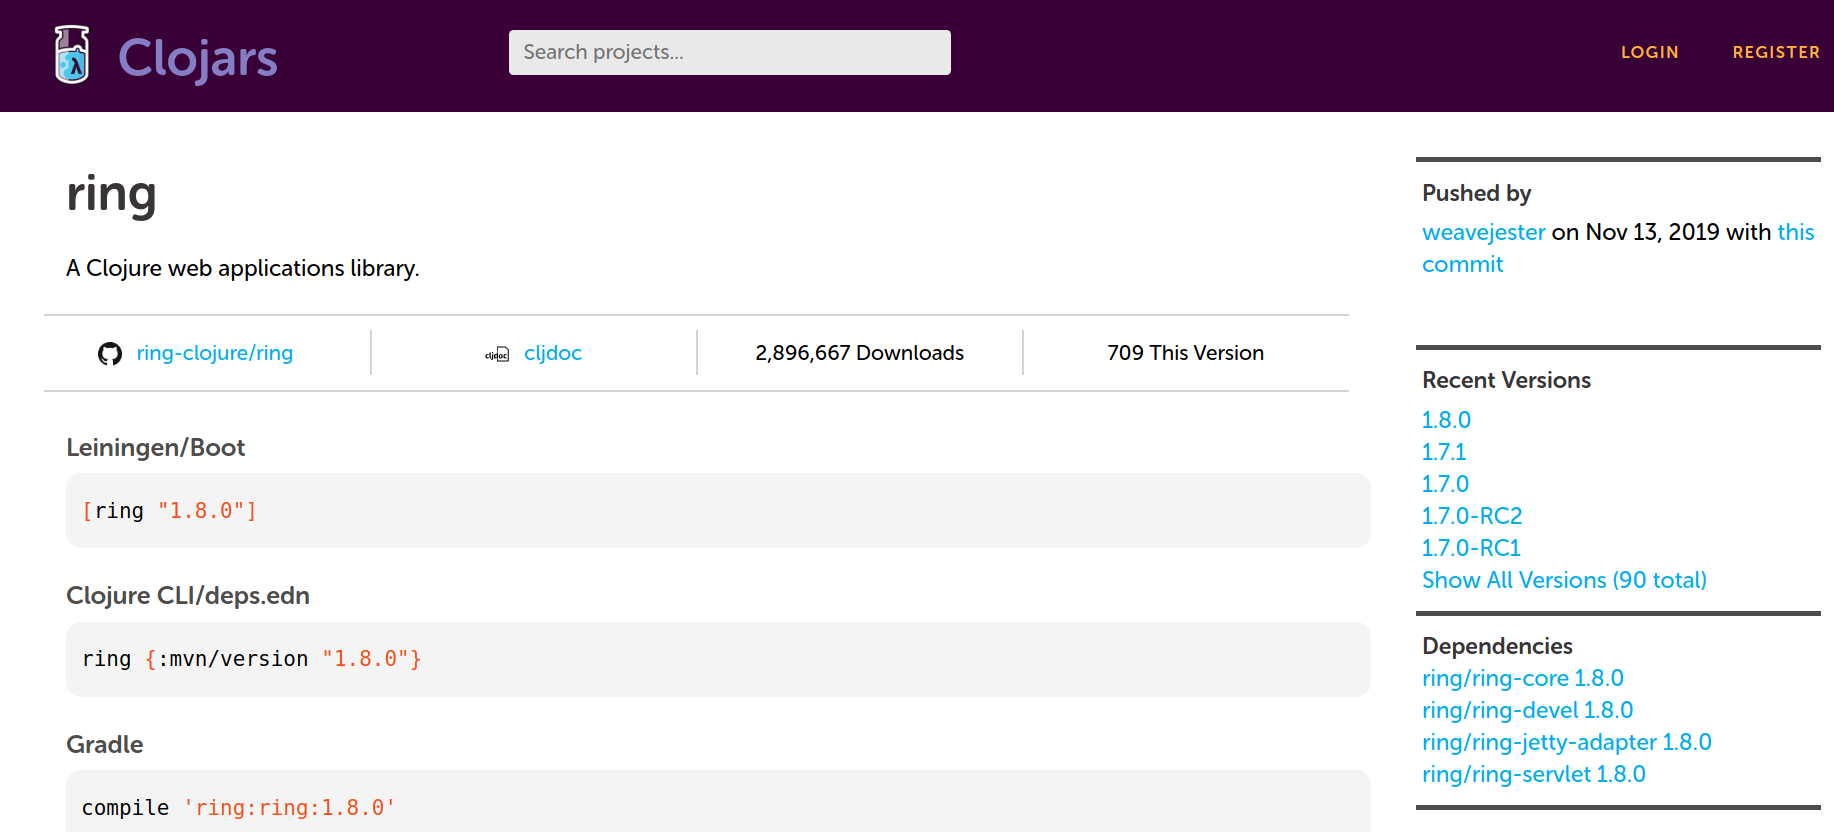 Clojars
Search projects...
LOGIN
REGISTER
ring
A Clojure web applications library.
ring-clojure/ring
cljdoc cljdoc
2,896,667 Downloads
709 This Version
Leiningen/Boot
[ring "1.8.0"]
Clojure CLI/deps.edn
ring {:mvn/version "1.8.0"}
Gradle
compile 'ring:ring:1.8.0'
Pushed by
weavejester on Nov 13, 2019 with this
commit
Recent Versions
1.8.0
1.7.1
1.7.0
1.7.0-RC2
1.7.0-RC1
Show All Versions (90 total)
Dependencies
ring/ring-core 1.8.0
ring/ring-devel 1.8.0
ring/ring-jetty-adapter 1.8.0
ring/ring-servlet 1.8.0